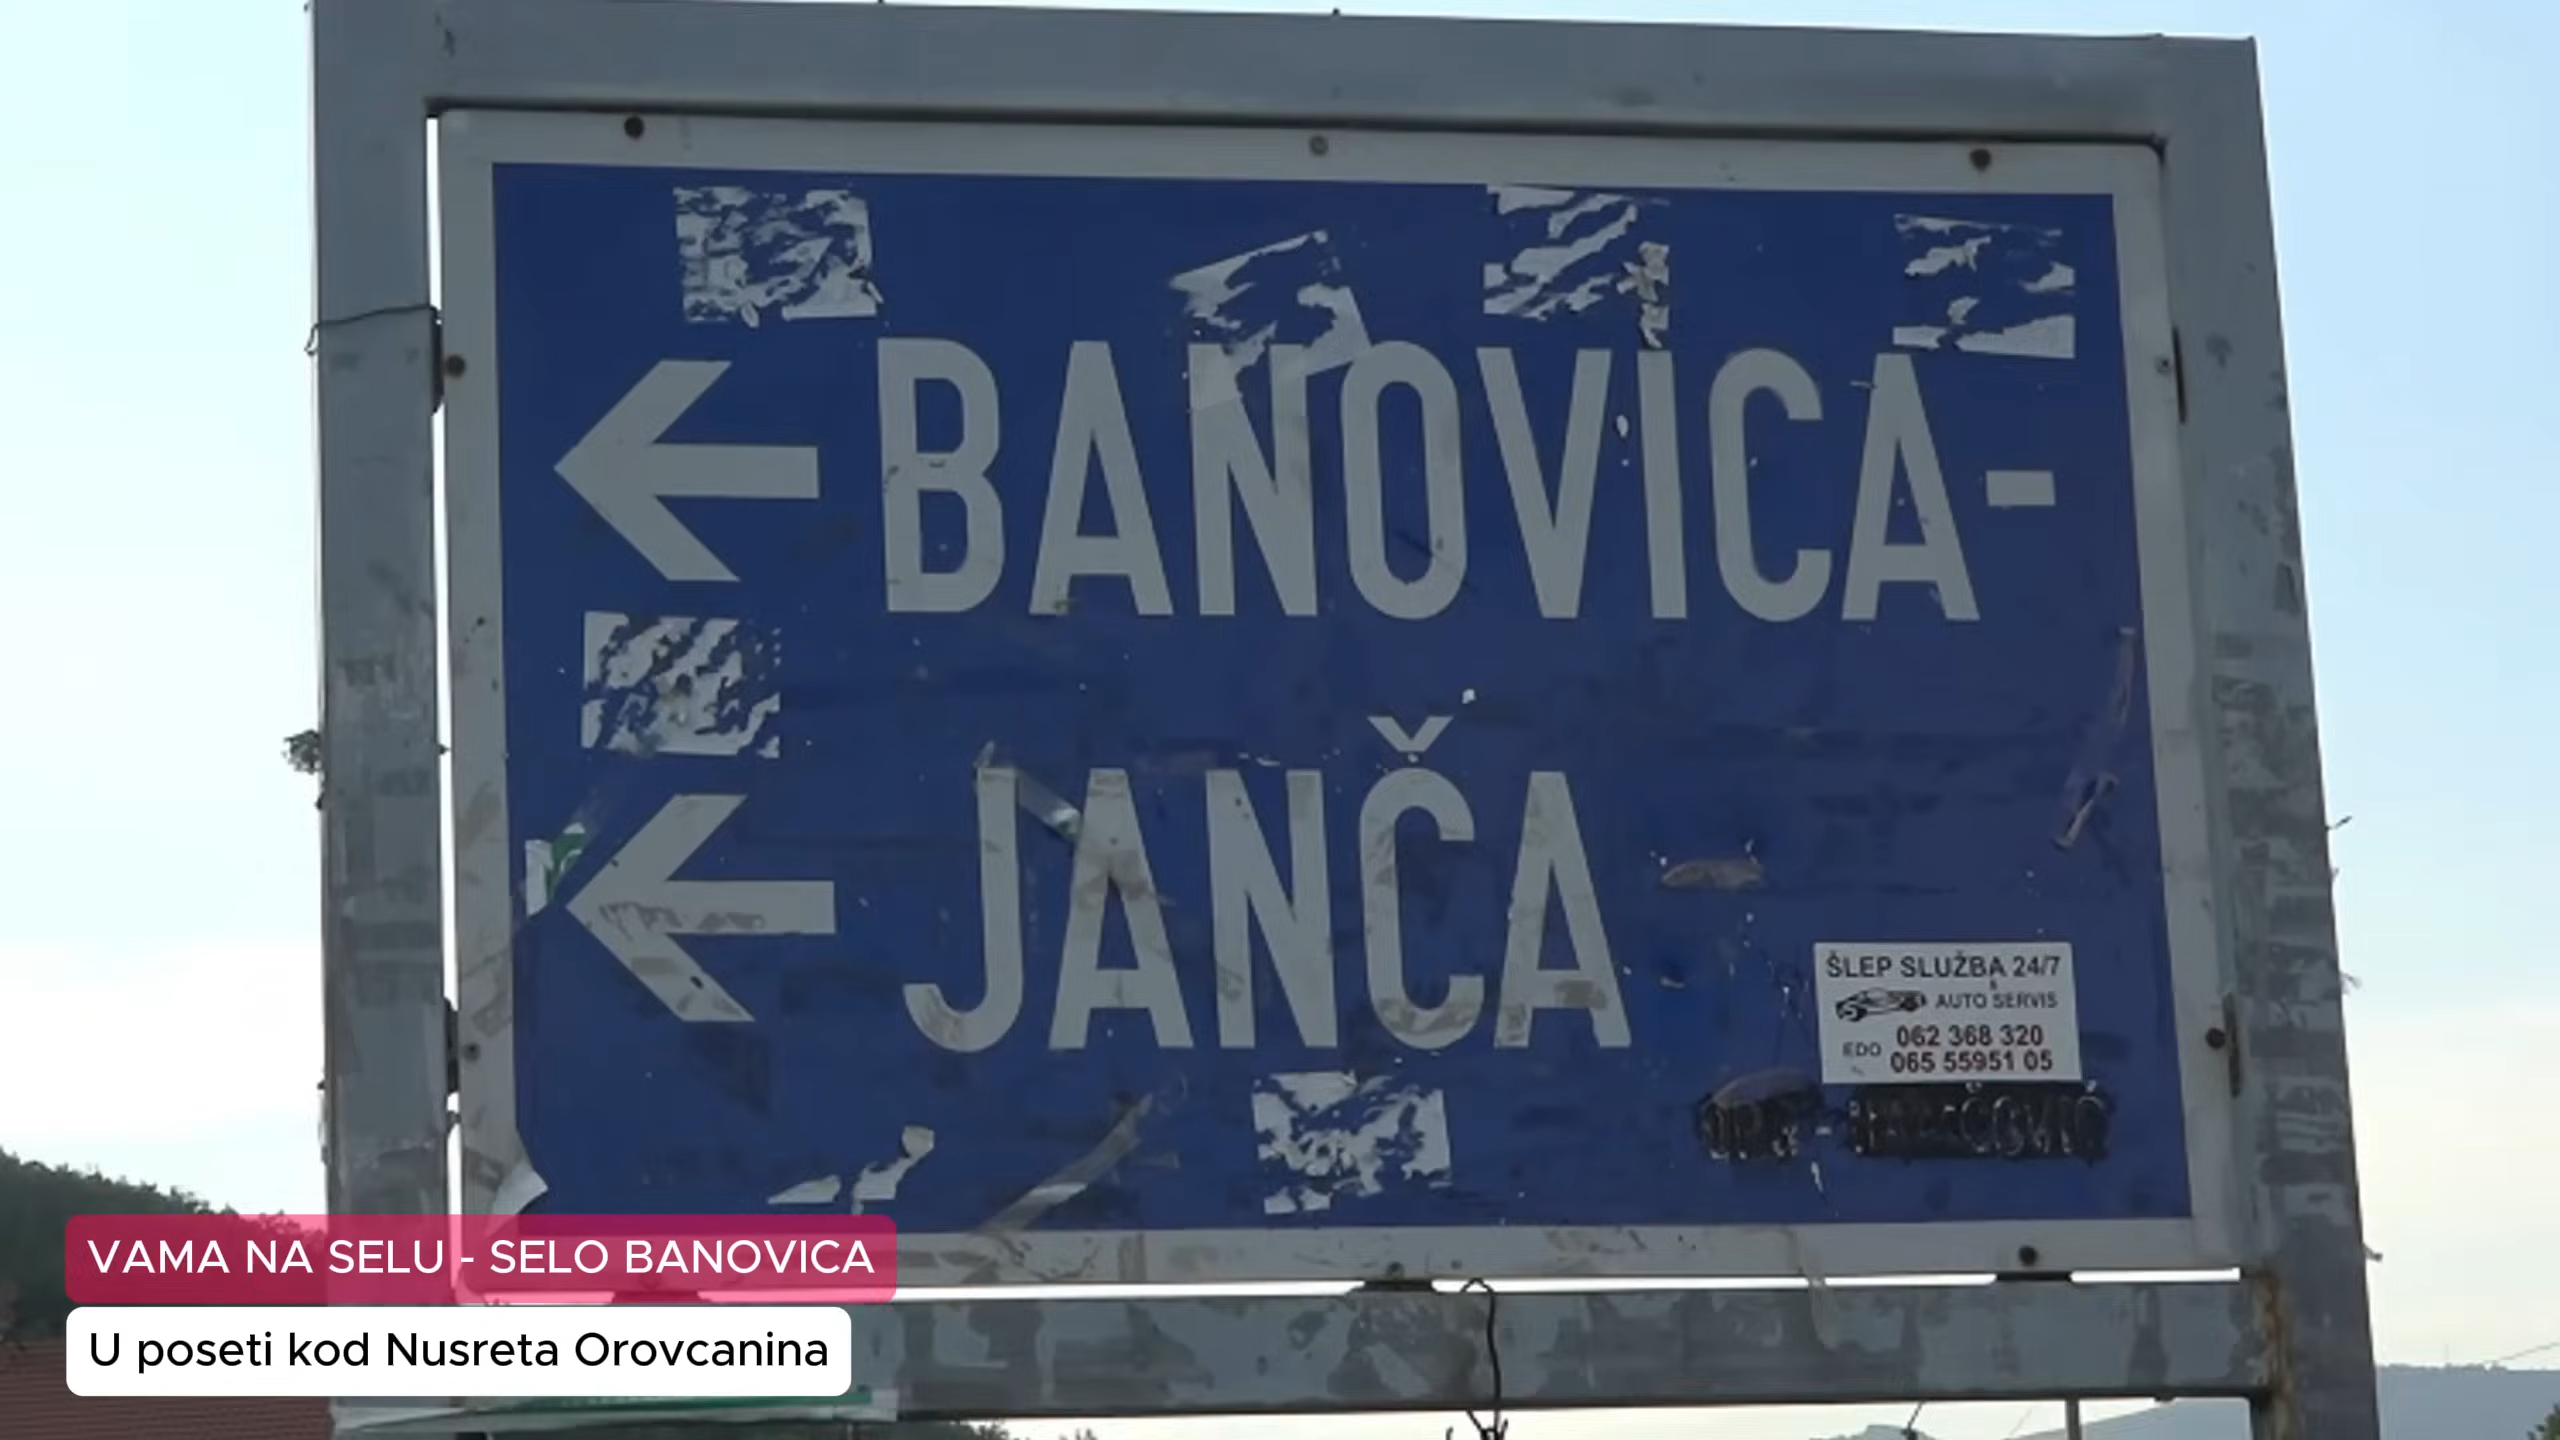 BANOVICA-
JANČA
ŠLEP SLUŽBA 24/7
&
AUTO SERVIS
062 368 320
EDO
065 55951 05
VAMA NA SELU - SELO BANOVICA
U poseti kod Nusreta Orovcanina